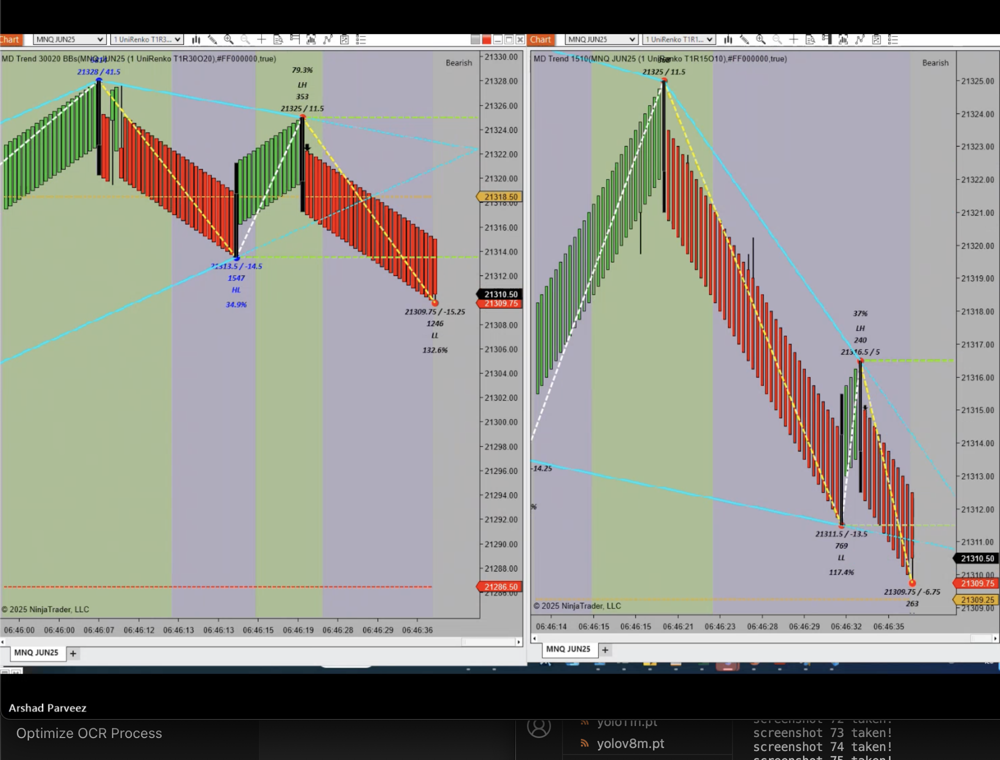 Chart
MNQ JUN25
1 UniRenko T1R3...
MD Trend 30020 BBs(MNQ JUN25 (1 UniRenko T1R30O20),#FF000000,true)
Bearish
21328 / 41.5
79.3%
LH
353
21325 / 11.5
21313.5 / -14.5
1547
HL
34.9%
21309.75 / -15.25
1246
LL
132.6%
21330.00
21328.00
21326.00
21324.00
21322.00
21320.00
21318.50
21316.00
21314.00
21312.00
21310.50
21309.75
21308.00
21306.00
21304.00
21302.00
21300.00
21298.00
21296.00
21294.00
21292.00
21290.00
21288.00
21286.50
© 2025 NinjaTrader, LLC
06:46:00 06:46:00 06:46:07 06:46:12 06:46:13 06:46:13 06:46:19 06:46:28 06:46:29 06:46:36
MNQ JUN25 +
Chart
MNQ JUN25
1 UniRenko T1R1...
MD Trend 1510(MNQ JUN25 (1 UniRenko T1R15O10),#FF000000,true)
Bearish
21325 / 11.5
37%
LH
240
21316.5 / 5
-14.25
%
21311.5 / -13.5
769
LL
117.4%
21309.75 / -6.75
263
21325.00
21324.00
21323.00
21322.00
21321.00
21320.00
21319.00
21318.00
21317.00
21316.00
21315.00
21314.00
21313.00
21312.00
21311.00
21310.50
21310.00
21309.75
21309.25
21309.00
© 2025 NinjaTrader, LLC
06:46:14 06:46:15 06:46:15 06:46:21 06:46:23 06:46:28 06:46:29 06:46:32 06:46:35
MNQ JUN25 +
Arshad Parveez
Optimize OCR Process
yolo11n.pt
yolov8m.pt
screenshot 72 taken!
screenshot 73 taken!
screenshot 74 taken!
screenshot 75 taken!